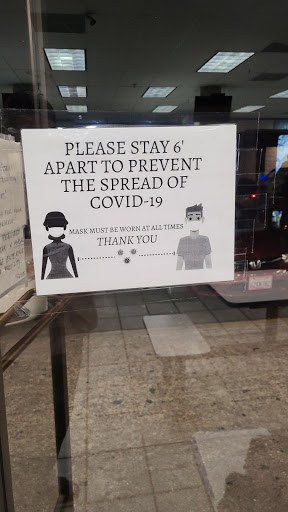 PLEASE STAY 6'
APART TO PREVENT
THE SPREAD OF
COVID-19
MASK MUST BE WORN AT ALL TIMES
THANK YOU